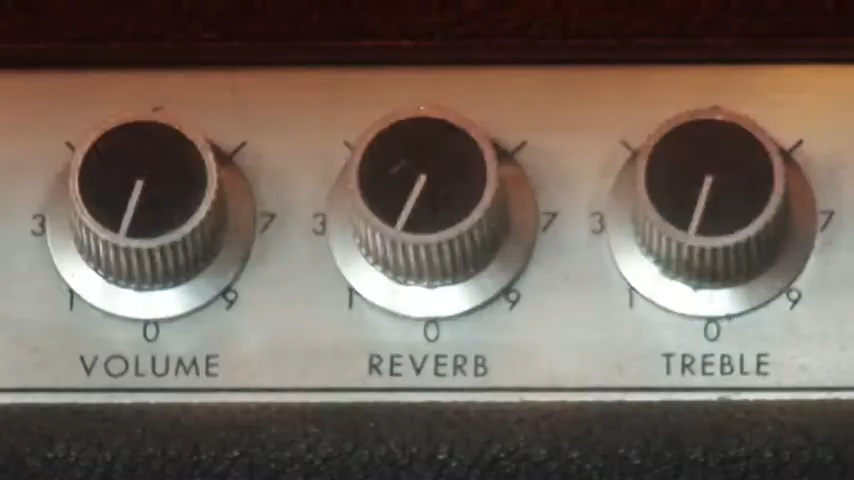 3 7 3 7 3 7
1 9 1 9 1 9
0 0 0
VOLUME REVERB TREBLE